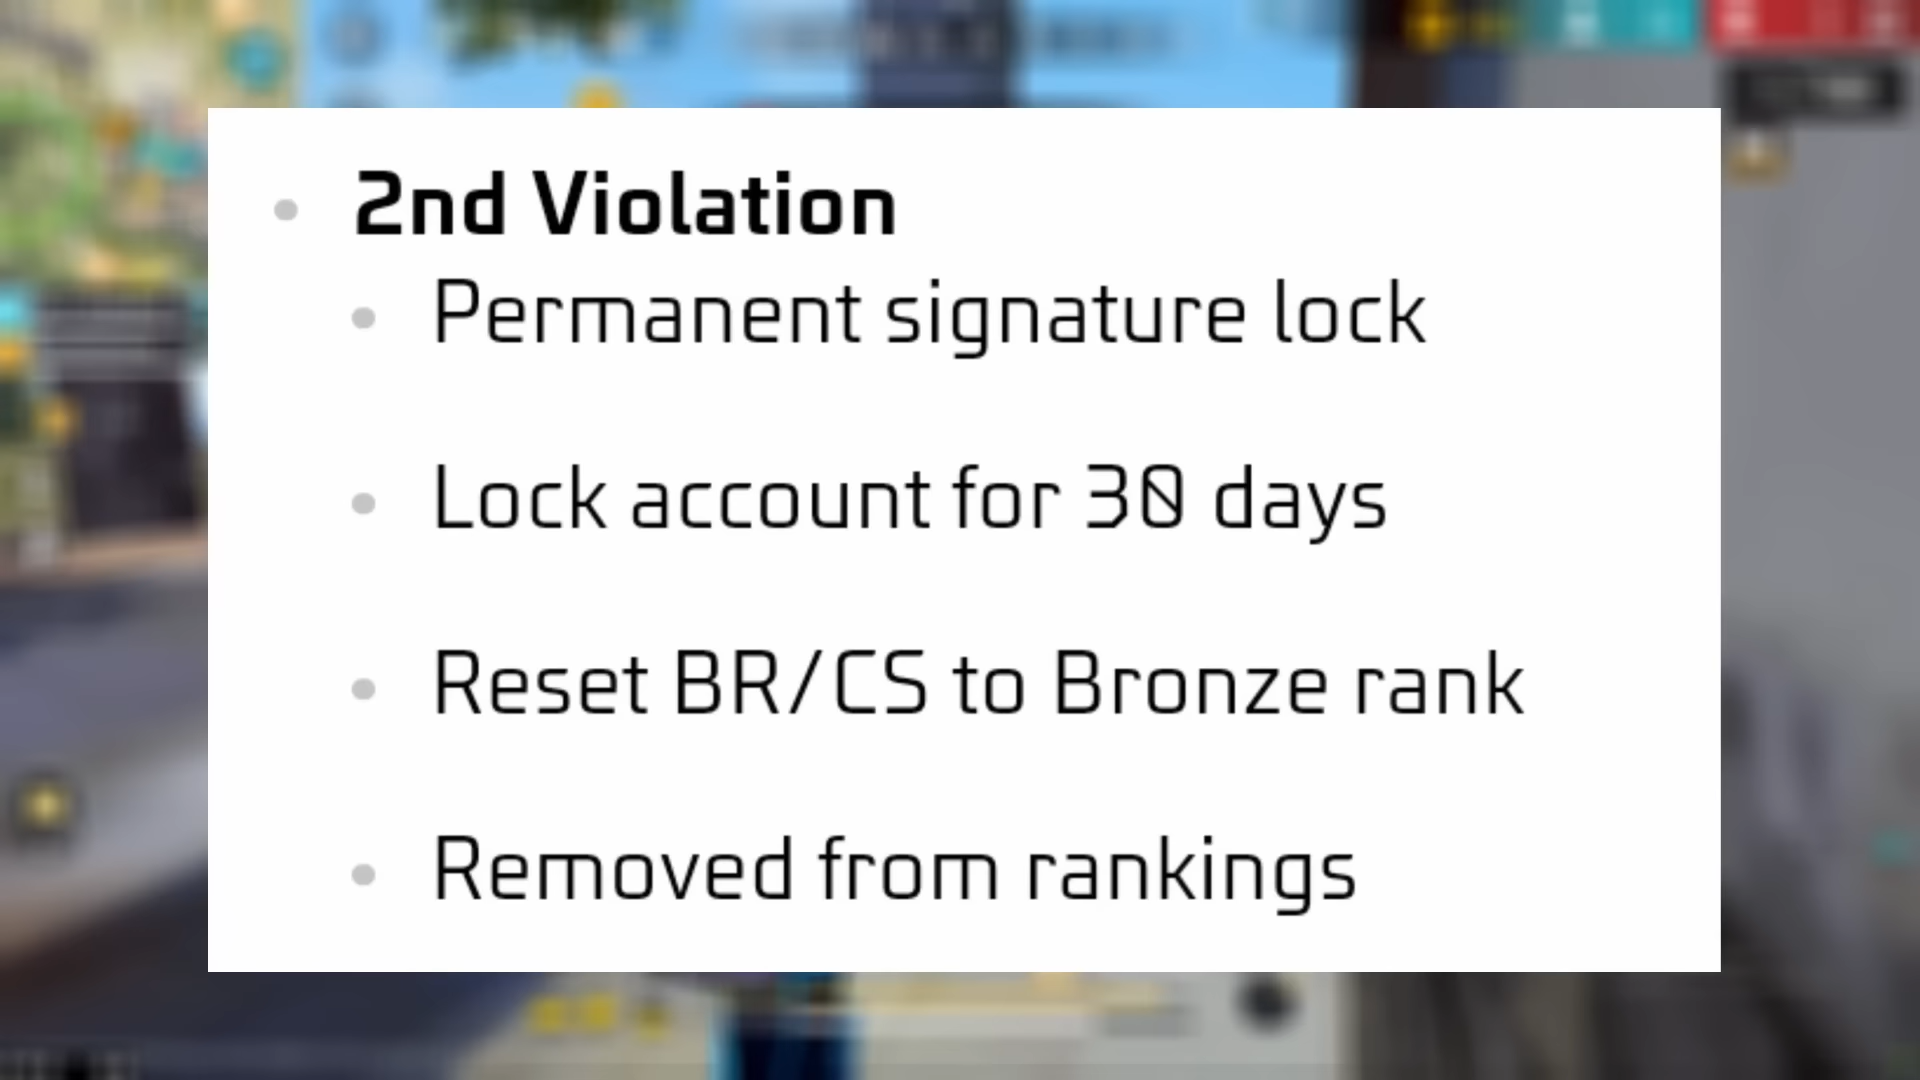 2nd Violation
Permanent signature lock
Lock account for 30 days
Reset BR/CS to Bronze rank
Removed from rankings